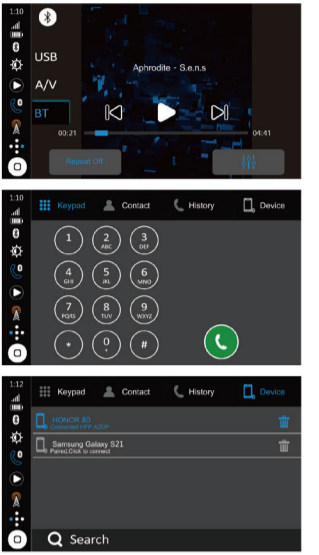 1:10
USB
Aphrodite - S.e.n.s
A/V
BT
00:21
04:41
Repeat Off
1:10
Keypad Contact History Device
1 2 ABC 3 DEF
4 GHI 5 JKL 6 MNO
7 PQRS 8 TUV 9 WXYZ
* 0 #
1:12
Keypad Contact History Device
HONOR 80
Connected HFP A2DP
Samsung Galaxy S21
Paired,Click to connect
Search